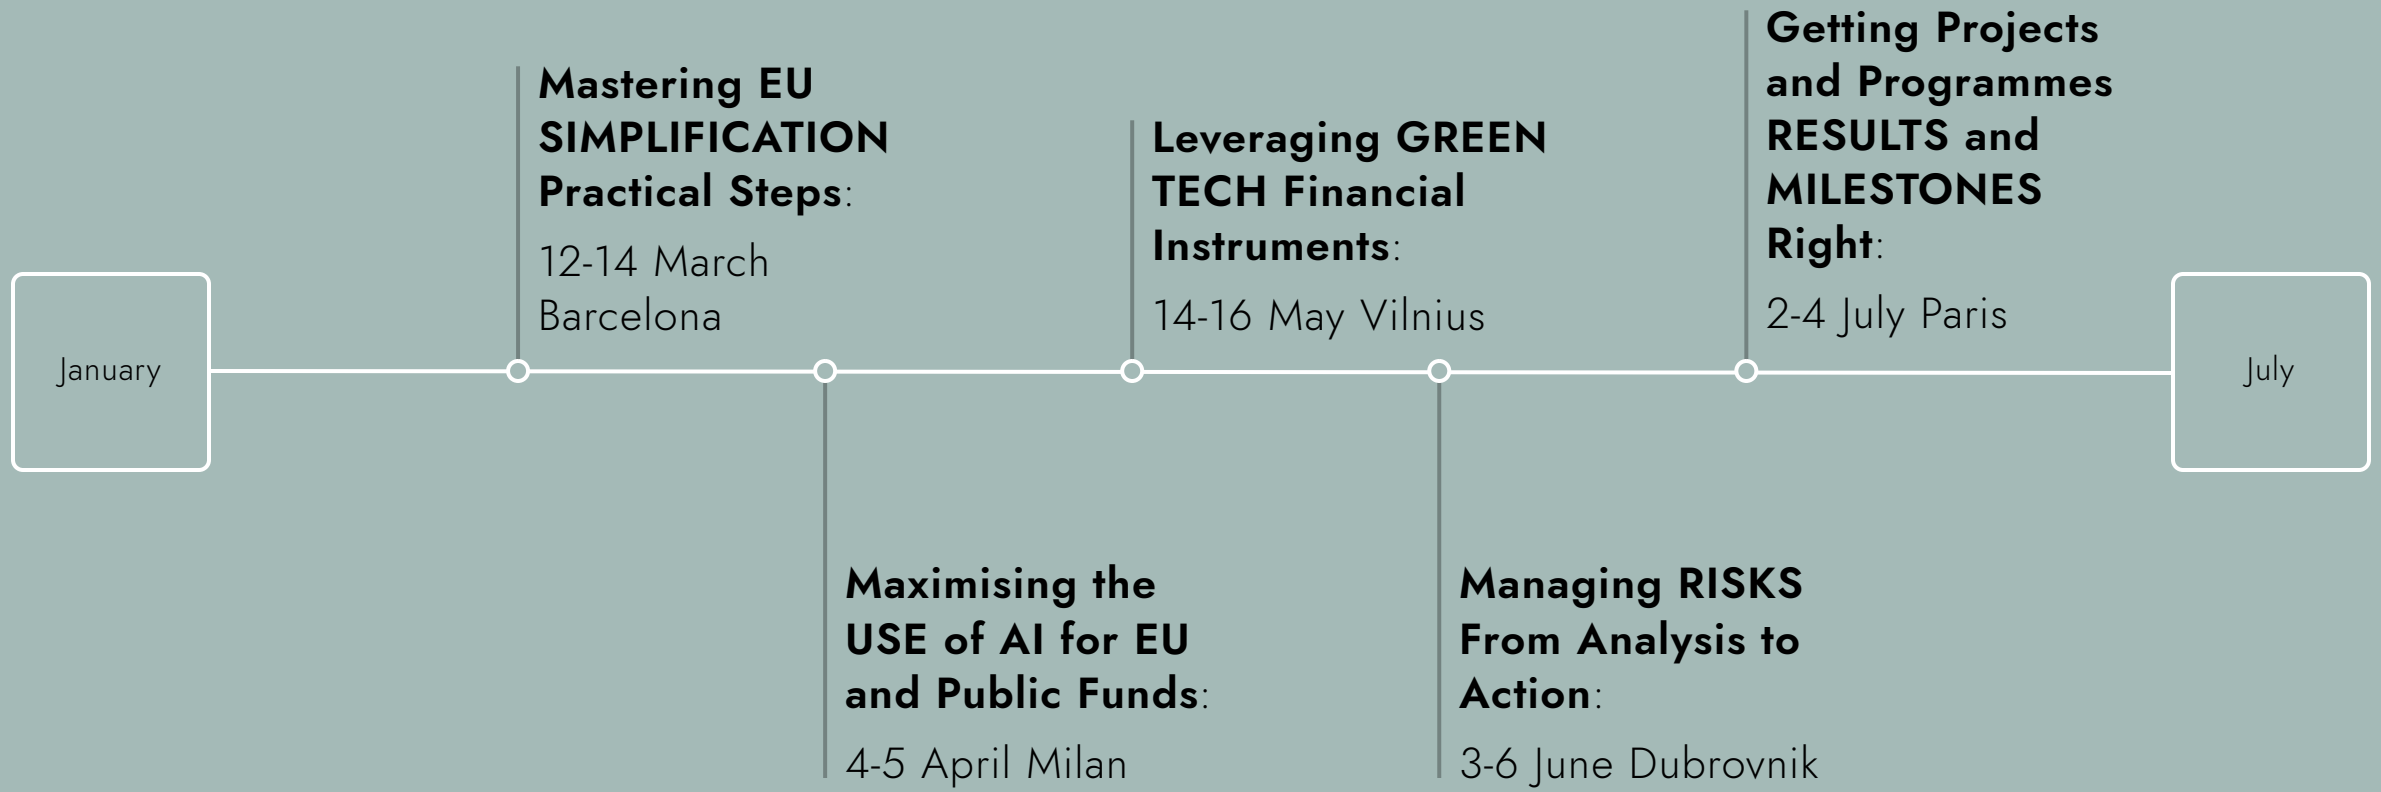 January
Mastering EU
SIMPLIFICATION
Practical Steps:
12-14 March
Barcelona
Maximising the
USE of AI for EU
and Public Funds:
4-5 April Milan
Leveraging GREEN
TECH Financial
Instruments:
14-16 May Vilnius
Managing RISKS
From Analysis to
Action:
3-6 June Dubrovnik
Getting Projects
and Programmes
RESULTS and
MILESTONES
Right:
2-4 July Paris
July